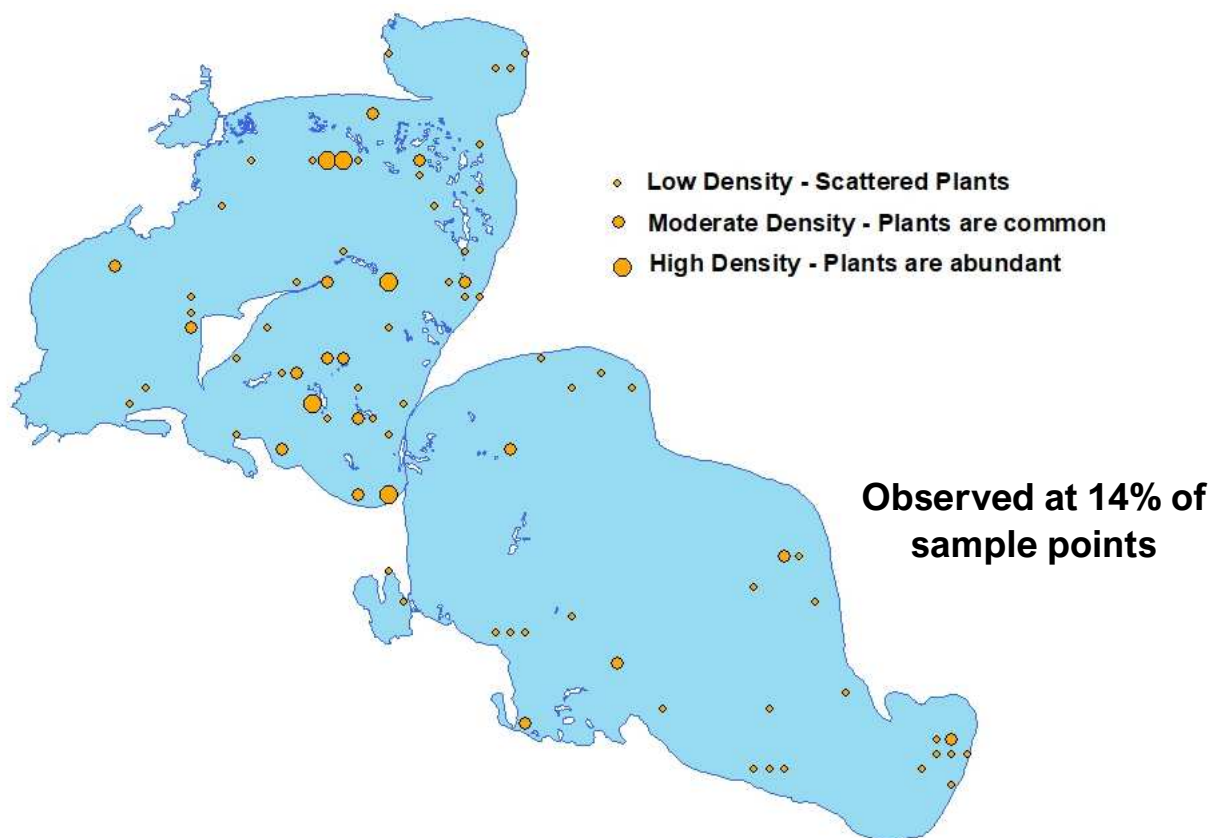 Low Density - Scattered Plants
Moderate Density - Plants are common
High Density - Plants are abundant
Observed at 14% of
sample points